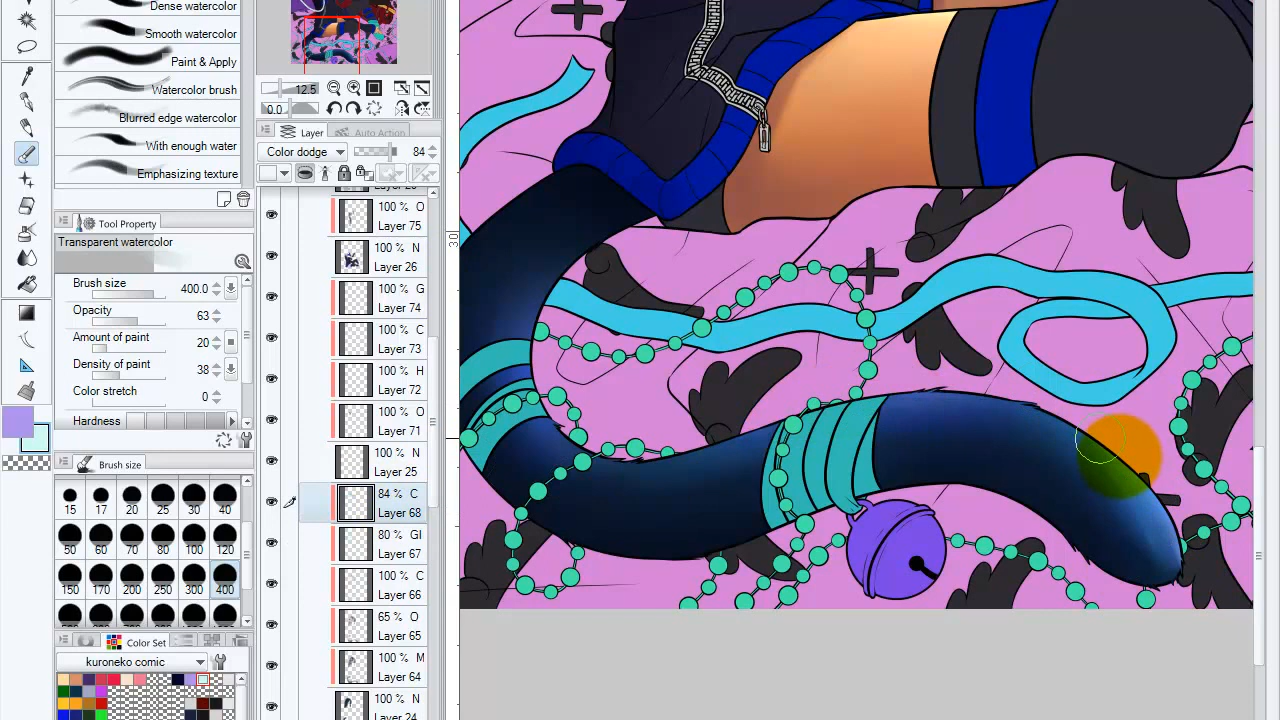 Dense watercolor
Smooth watercolor
Paint & Apply
Watercolor brush
Blurred edge watercolor
With enough water
Emphasizing texture
Tool Property
Transparent watercolor
Brush size 400.0
Opacity 63
Amount of paint 20
Density of paint 38
Color stretch 0
Hardness
Brush size
15 17 20 25 30 40
50 60 70 80 100 120
150 170 200 250 300 400
Color Set
kuroneko comic
12.5
0.0
Layer Auto Action
Color dodge 84
100 % O
Layer 75
100 % N
Layer 26
100 % G
Layer 74
100 % C
Layer 73
100 % H
Layer 72
100 % O
Layer 71
100 % N
Layer 25
84 % C
Layer 68
80 % Gl
Layer 67
100 % C
Layer 66
65 % O
Layer 65
100 % M
Layer 64
100 % N
Layer 24
30